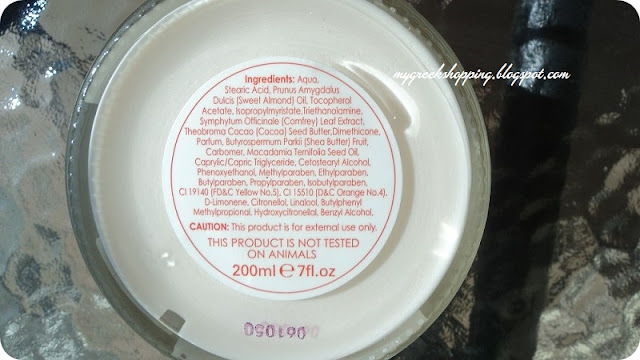 Ingredients: Aqua,
Stearic Acid, Prunus Amygdalus
Dulcis (Sweet Almond) Oil, Tocopherol
Acetate, Isopropylmyristate,Triethanolamine,
Symphytum Officinale (Comfrey) Leaf Extract,
Theobroma Cacao (Cocoa) Seed Butter,Dimethicone,
Parfum, Butyrospermum Parkii (Shea Butter) Fruit,
Carbomer, Macadamia Ternifolia Seed Oil,
Caprylic/Capric Triglyceride, Cetostearyl Alcohol,
Phenoxyethanol, Methylparaben, Ethylparaben,
Butylparaben, Propylparaben, Isobutylparaben,
CI 19140 (FD&C Yellow No.5), CI 15510 (D&C Orange No.4),
D-Limonene, Citronellol, Linalool, Butylphenyl
Methylpropional, Hydroxycitronellal, Benzyl Alcohol,
CAUTION: This product is for external use only.
THIS PRODUCT IS NOT TESTED
ON ANIMALS
200ml e 7fl.oz
mygreekshopping.blogspot.com